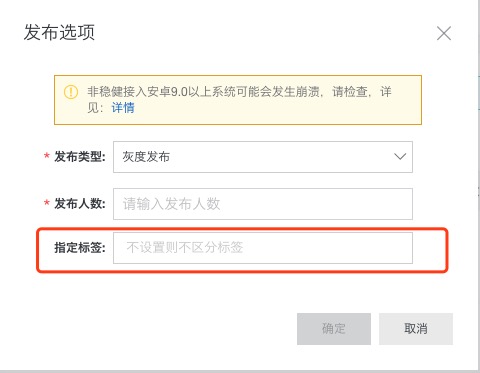 发布选项
非稳健接入安卓9.0以上系统可能会发生崩溃，请检查，详
见：详情
* 发布类型: 灰度发布
* 发布人数: 请输入发布人数
指定标签: 不设置则不区分标签
确定 取消